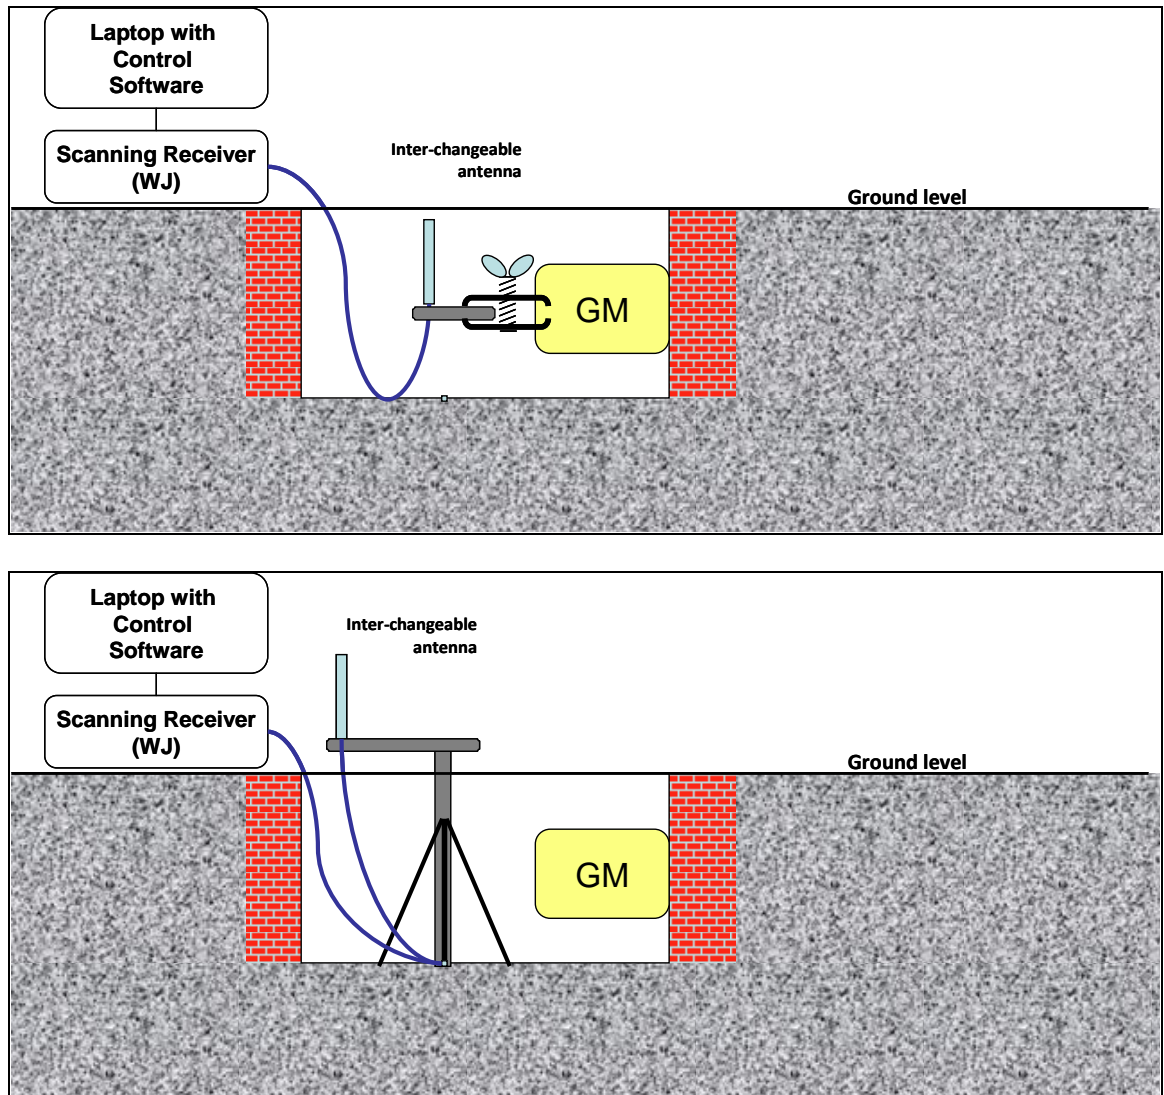 Laptop with
Control
Software
Scanning Receiver
(WJ)
Inter-changeable
antenna
Ground level
GM
Laptop with
Control
Software
Inter-changeable
antenna
Scanning Receiver
(WJ)
Ground level
GM